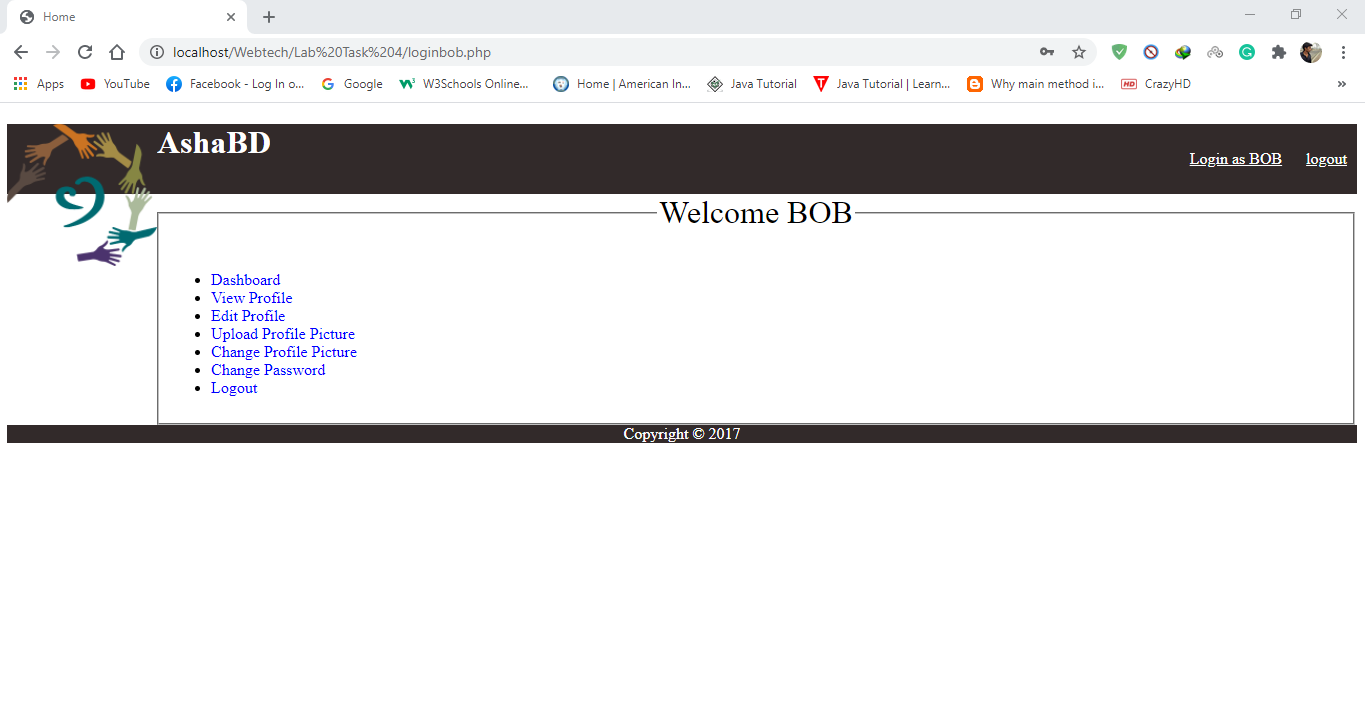 Home
localhost/Webtech/Lab%20Task%204/loginbob.php
Apps YouTube Facebook - Log In o... Google W3Schools Online... Home | American In... Java Tutorial Java Tutorial | Learn... Why main method i... HD CrazyHD »
AshaBD
Login as BOB logout
Welcome BOB
• Dashboard
• View Profile
• Edit Profile
• Upload Profile Picture
• Change Profile Picture
• Change Password
• Logout
Copyright © 2017